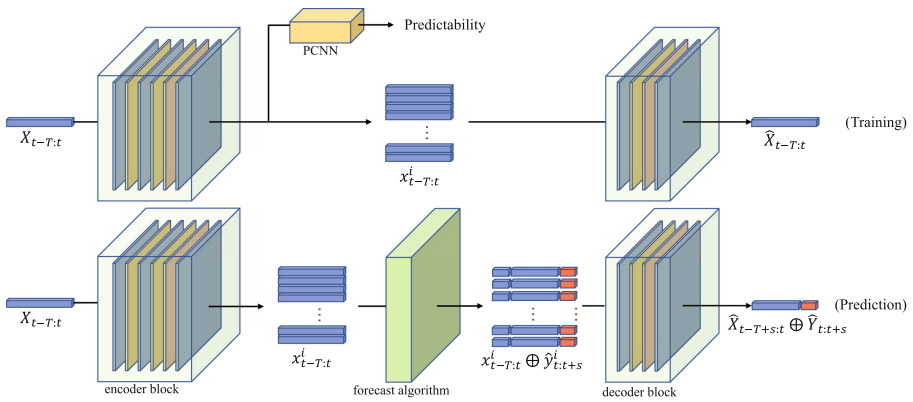 Predictability
PCNN
X_{t−T:t}
x^i_{t−T:t}
X̂_{t−T:t}
(Training)
X_{t−T:t}
x^i_{t−T:t}
x^i_{t−T:t} ⊕ ŷ^i_{t:t+s}
X̂_{t−T+s:t} ⊕ Ŷ_{t:t+s}
(Prediction)
encoder block
forecast algorithm
decoder block